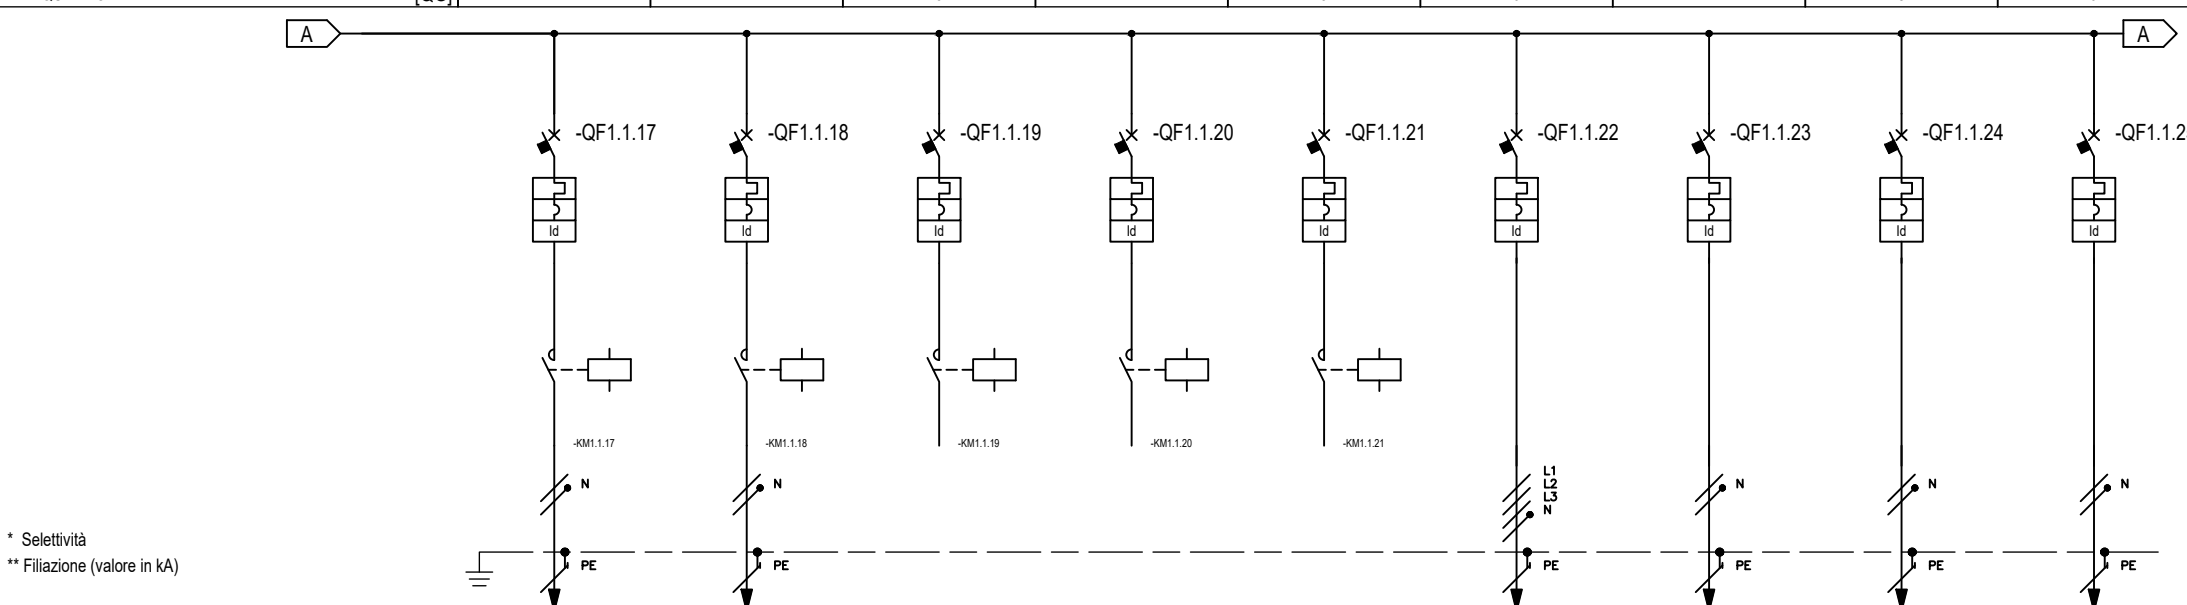 A A
-QF1.1.17 -QF1.1.18 -QF1.1.19 -QF1.1.20 -QF1.1.21 -QF1.1.22 -QF1.1.23 -QF1.1.24
Id Id Id Id Id Id Id Id Id
-KM1.1.17 -KM1.1.18 -KM1.1.19 -KM1.1.20 -KM1.1.21
L1
L2
L3
N N N N N N
* Selettività
** Filiazione (valore in kA)
PE PE PE PE PE PE